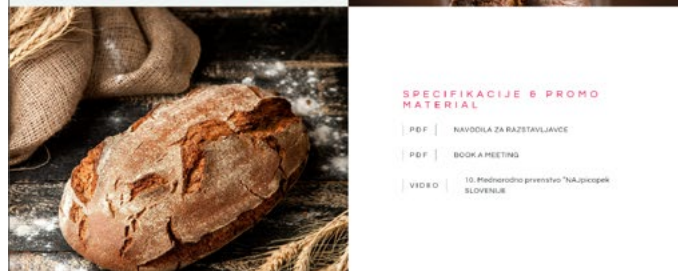 SPECIFIKACIJE & PROMO
MATERIAL
PDF NAVODILA ZA RAZSTAVLJAVCE
PDF BOOK A MEETING
VIDEO 10. Mednarodno prvenstvo "NAJpicopek
SLOVENIJE